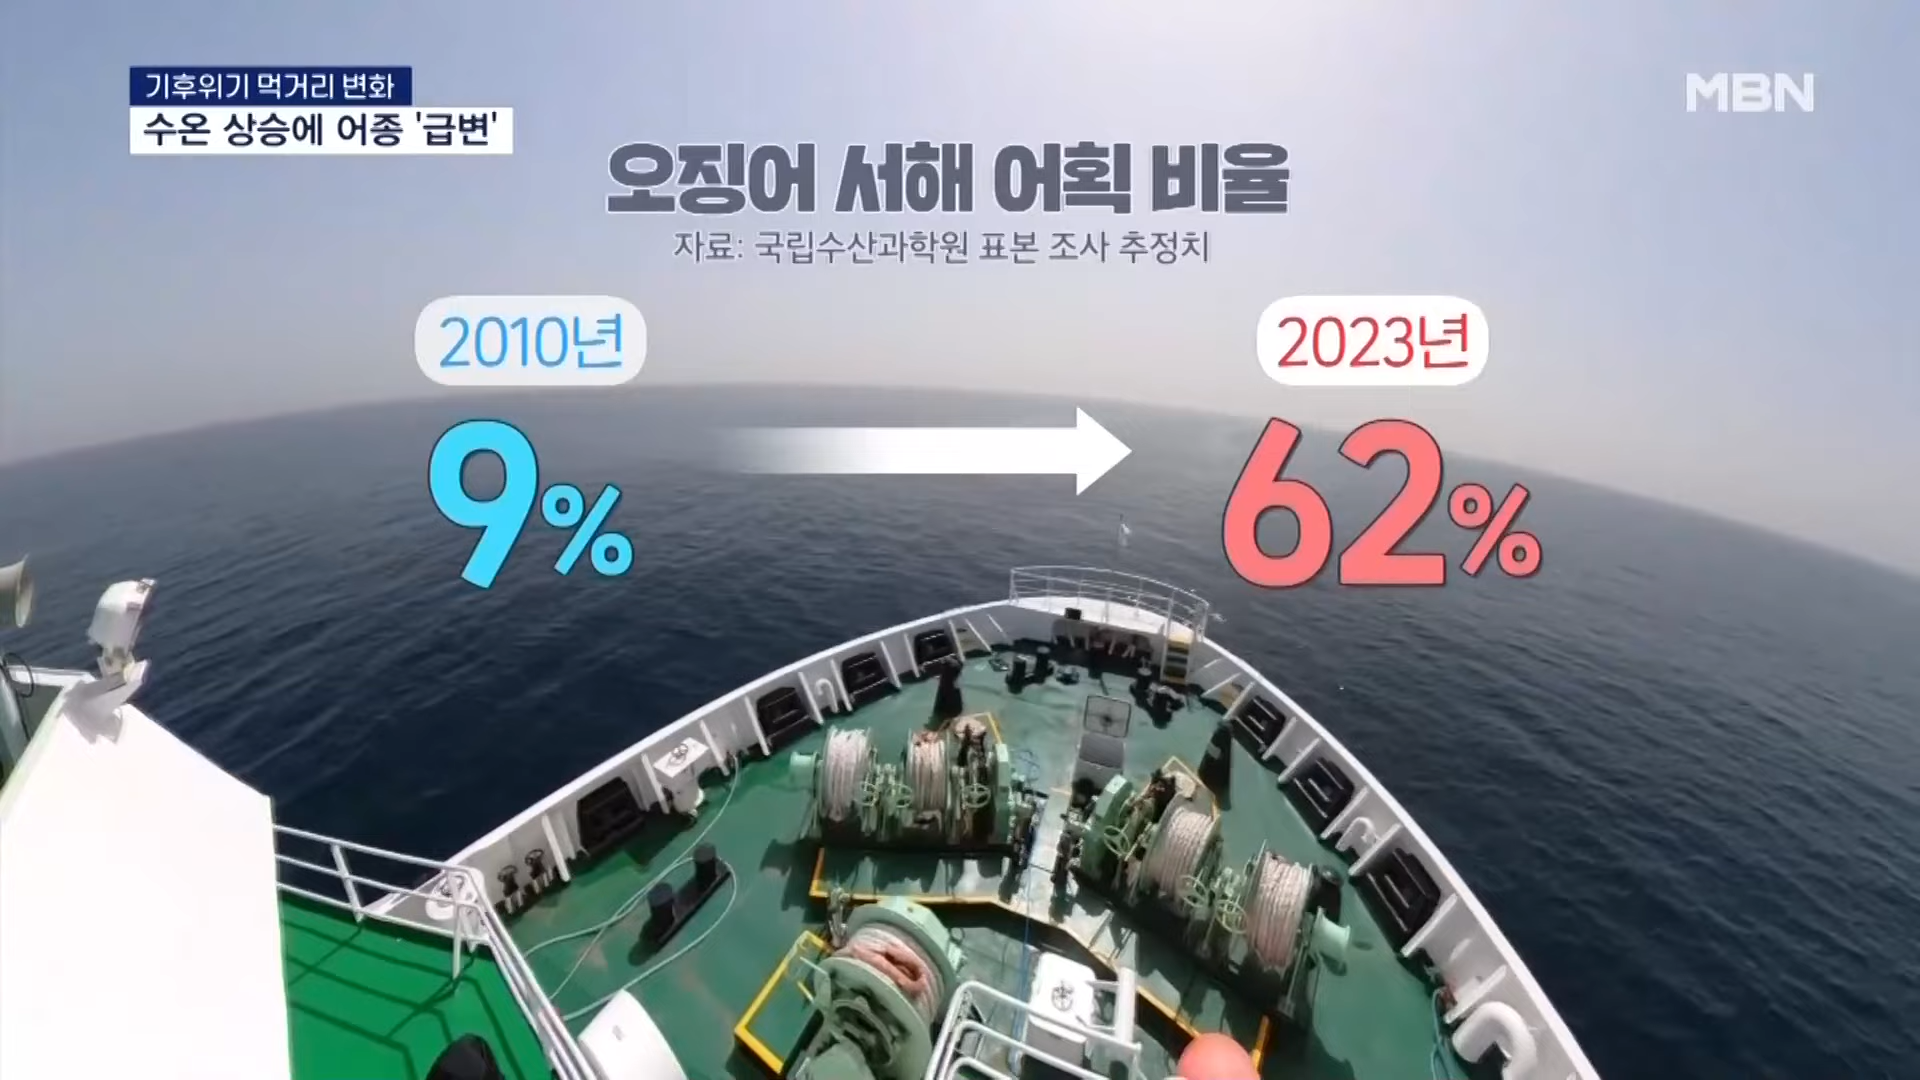 기후위기 먹거리 변화
MBN
수온 상승에 어종 '급변'
오징어 서해 어획 비율
자료: 국립수산과학원 표본 조사 추정치
2010년
2023년
9%
62%